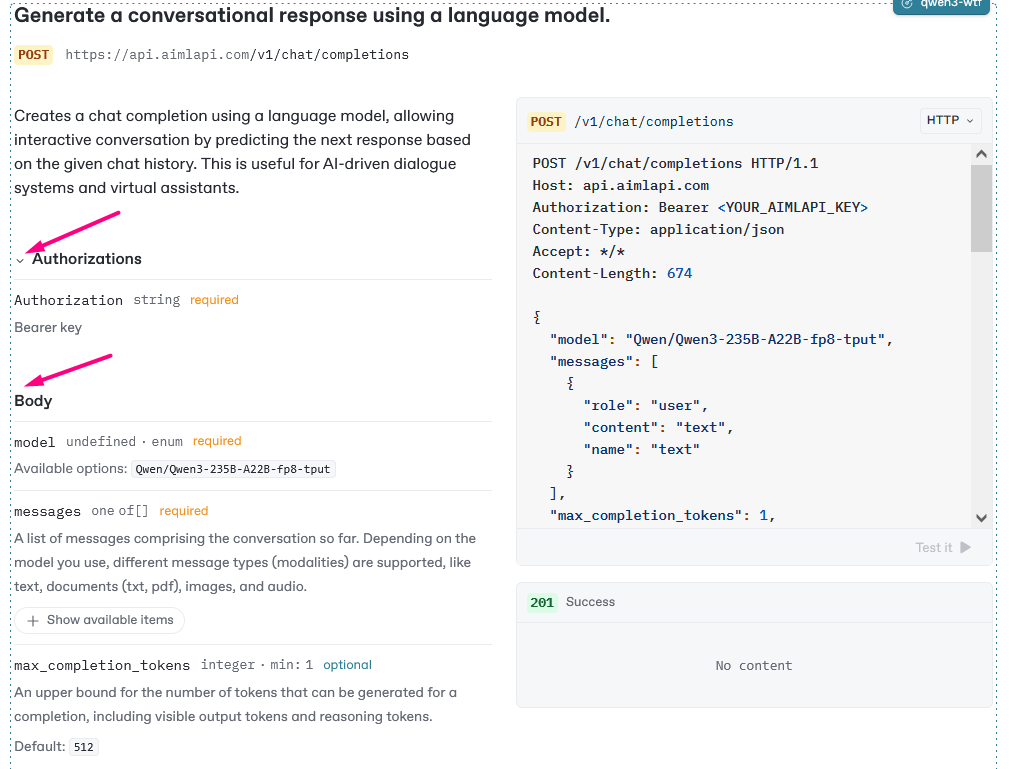 Generate a conversational response using a language model.
qwen3-wtf
POST https://api.aimlapi.com/v1/chat/completions
Creates a chat completion using a language model, allowing
interactive conversation by predicting the next response based
on the given chat history. This is useful for AI-driven dialogue
systems and virtual assistants.
Authorizations
Authorization string required
Bearer key
Body
model undefined · enum required
Available options: Qwen/Qwen3-235B-A22B-fp8-tput
messages one of[] required
A list of messages comprising the conversation so far. Depending on the
model you use, different message types (modalities) are supported, like
text, documents (txt, pdf), images, and audio.
Show available items
max_completion_tokens integer · min: 1 optional
An upper bound for the number of tokens that can be generated for a
completion, including visible output tokens and reasoning tokens.
Default: 512
POST /v1/chat/completions
HTTP
POST /v1/chat/completions HTTP/1.1
Host: api.aimlapi.com
Authorization: Bearer <YOUR_AIMLAPI_KEY>
Content-Type: application/json
Accept: */*
Content-Length: 674
{
"model": "Qwen/Qwen3-235B-A22B-fp8-tput",
"messages": [
{
"role": "user",
"content": "text",
"name": "text"
}
],
"max_completion_tokens": 1,
Test it
201 Success
No content